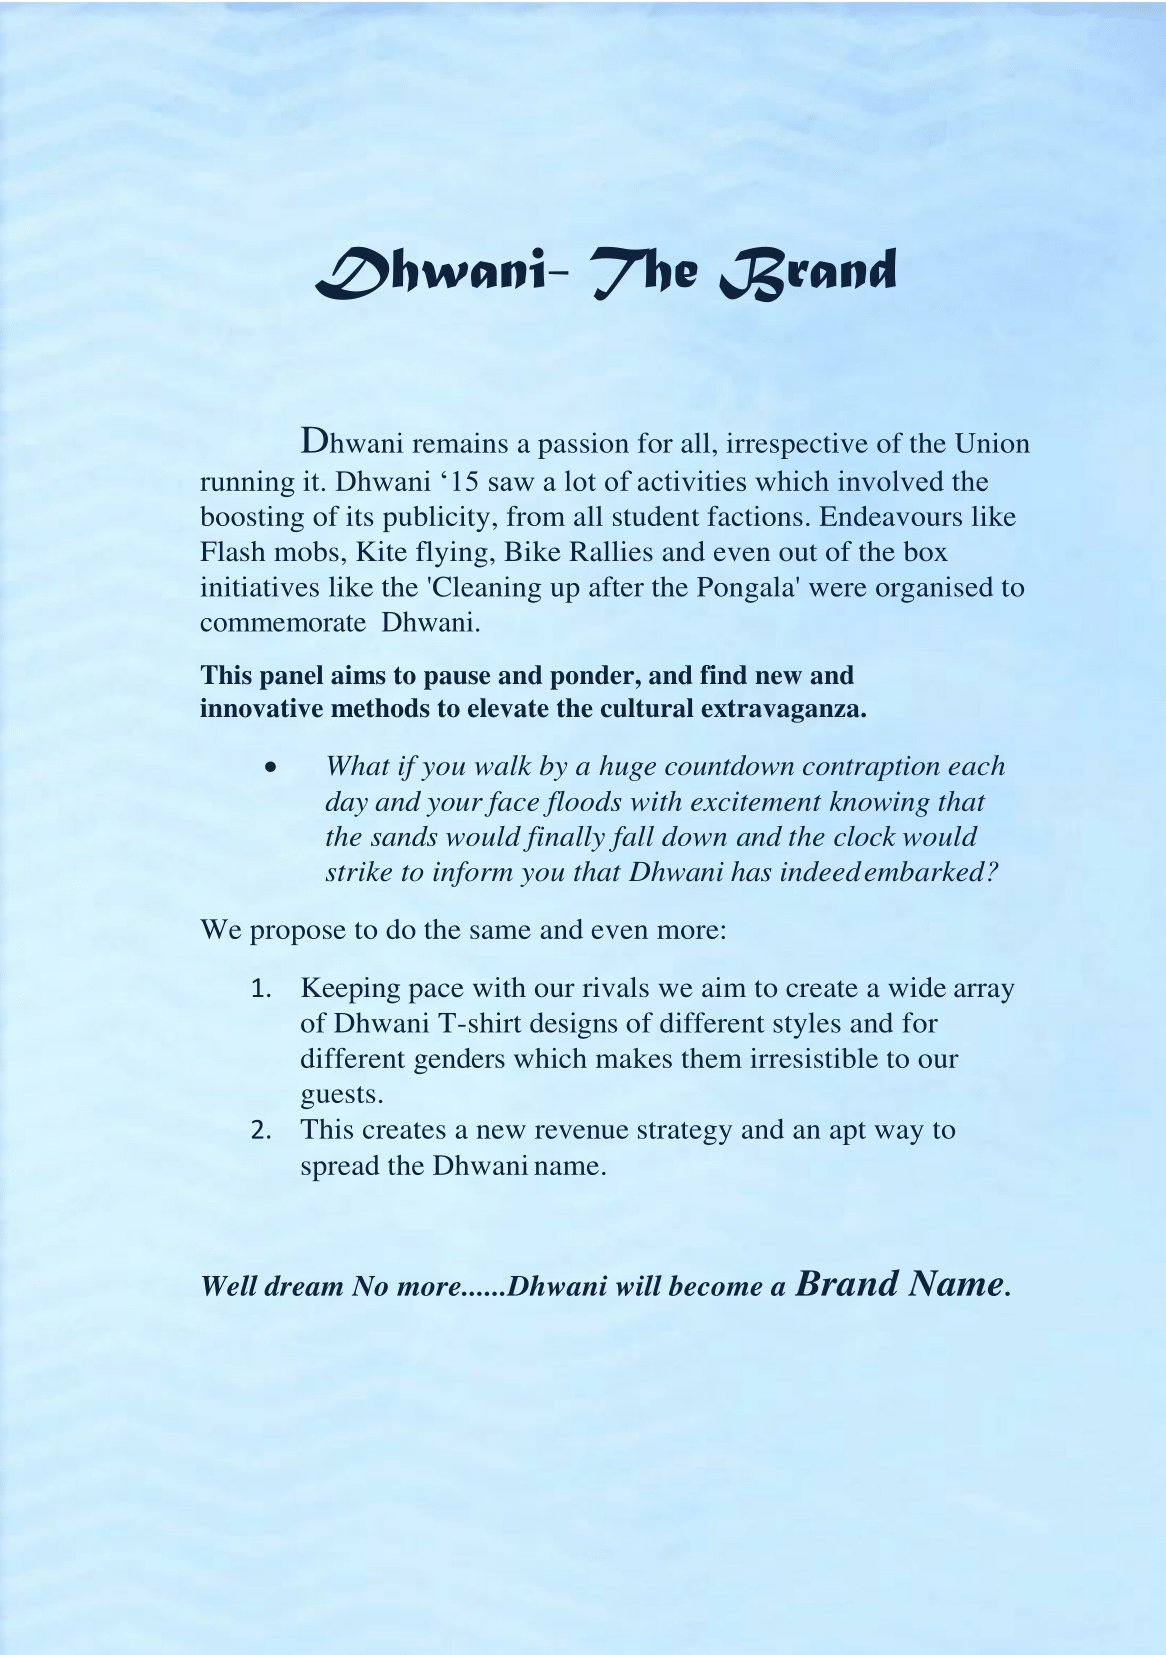 Dhwani- The Brand
Dhwani remains a passion for all, irrespective of the Union
running it. Dhwani ‘15 saw a lot of activities which involved the
boosting of its publicity, from all student factions. Endeavours like
Flash mobs, Kite flying, Bike Rallies and even out of the box
initiatives like the 'Cleaning up after the Pongala' were organised to
commemorate Dhwani.
This panel aims to pause and ponder, and find new and
innovative methods to elevate the cultural extravaganza.
• What if you walk by a huge countdown contraption each
day and your face floods with excitement knowing that
the sands would finally fall down and the clock would
strike to inform you that Dhwani has indeed embarked?
We propose to do the same and even more:
1. Keeping pace with our rivals we aim to create a wide array
of Dhwani T-shirt designs of different styles and for
different genders which makes them irresistible to our
guests.
2. This creates a new revenue strategy and an apt way to
spread the Dhwani name.
Well dream No more......Dhwani will become a Brand Name.